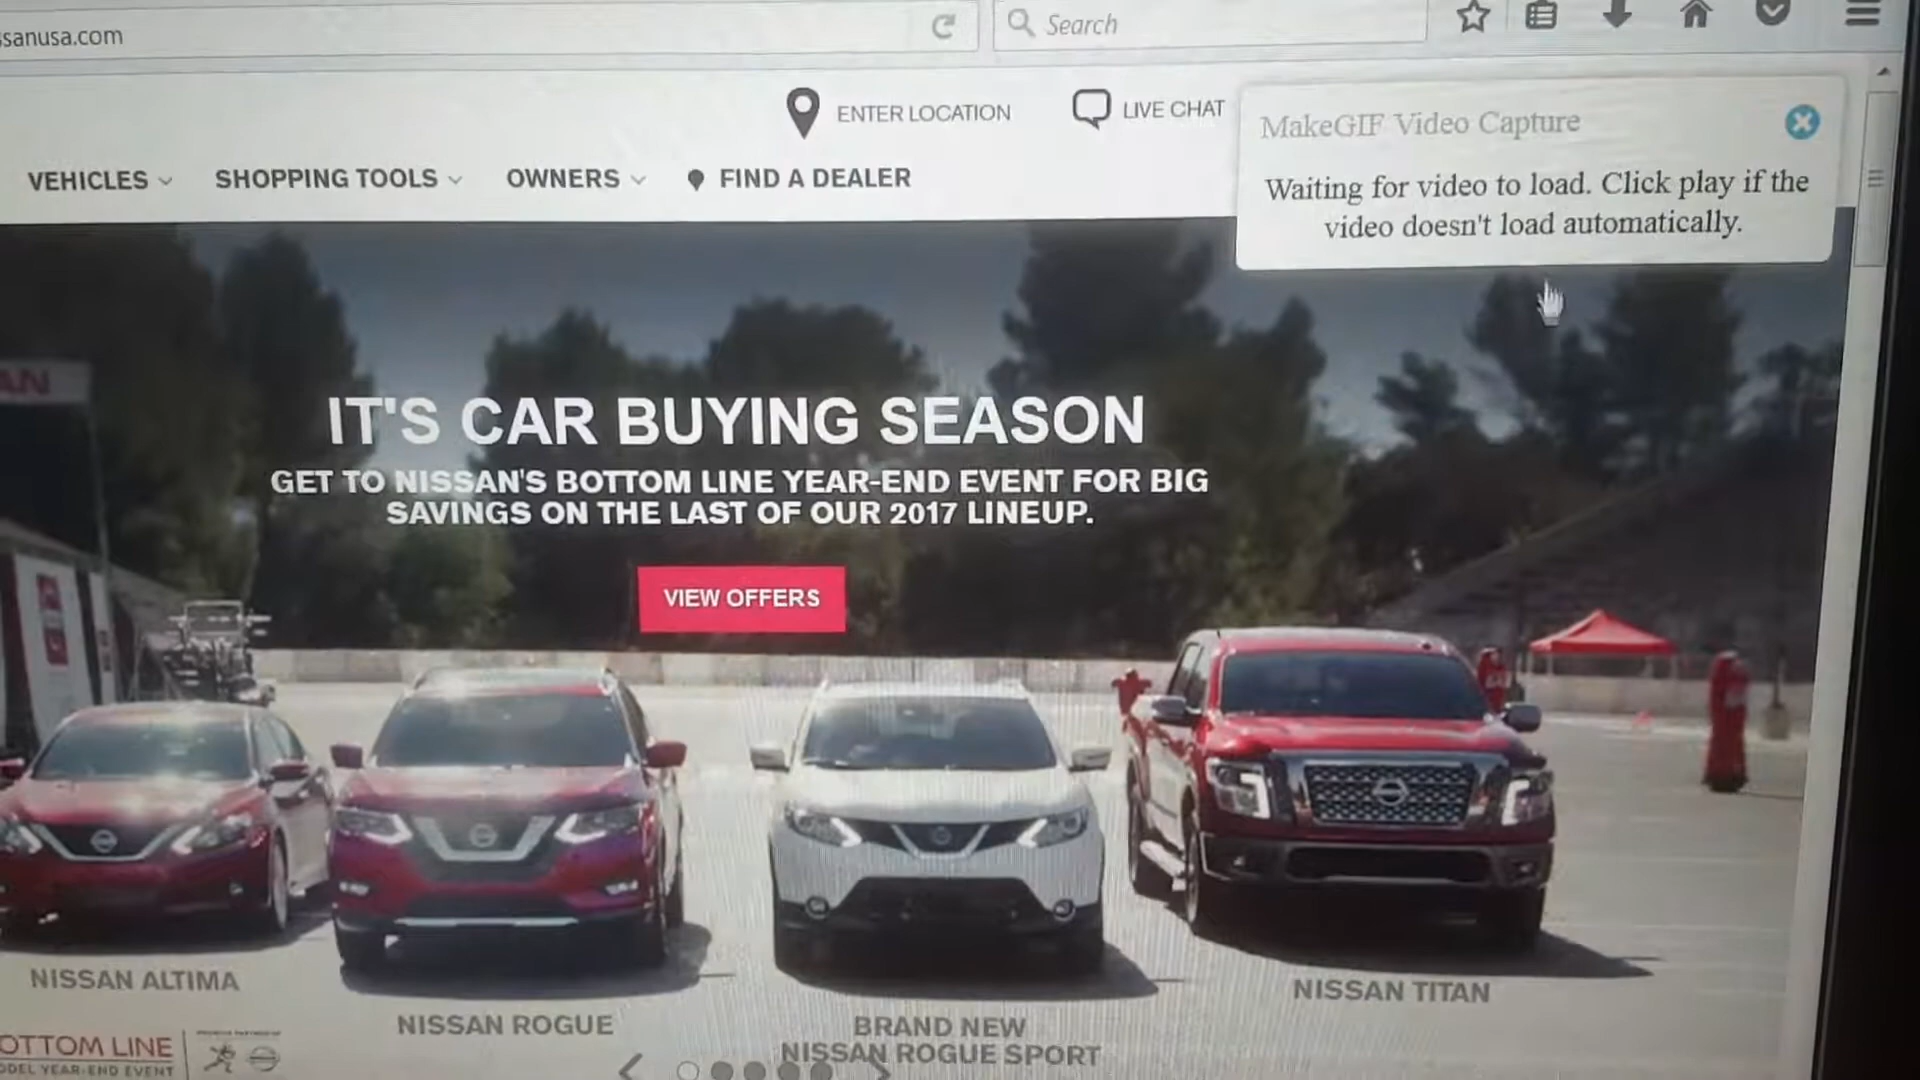 ssanusa.com
Search
ENTER LOCATION
LIVE CHAT
MakeGIF Video Capture
Waiting for video to load. Click play if the
video doesn't load automatically.
VEHICLES
SHOPPING TOOLS
OWNERS
FIND A DEALER
AN
IT'S CAR BUYING SEASON
GET TO NISSAN'S BOTTOM LINE YEAR-END EVENT FOR BIG
SAVINGS ON THE LAST OF OUR 2017 LINEUP.
VIEW OFFERS
NISSAN ALTIMA
NISSAN ROGUE
BRAND NEW
NISSAN ROGUE SPORT
NISSAN TITAN
OTTOM LINE
ODEL YEAR-END EVENT